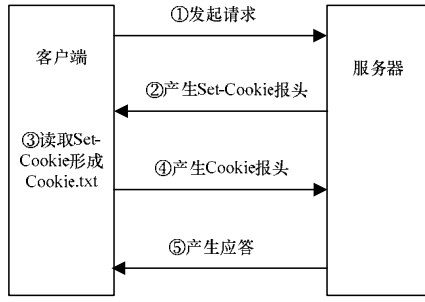 ①发起请求
客户端
服务器
②产生Set-Cookie报头
③读取Set-
Cookie形成
Cookie.txt
④产生Cookie报头
⑤产生应答